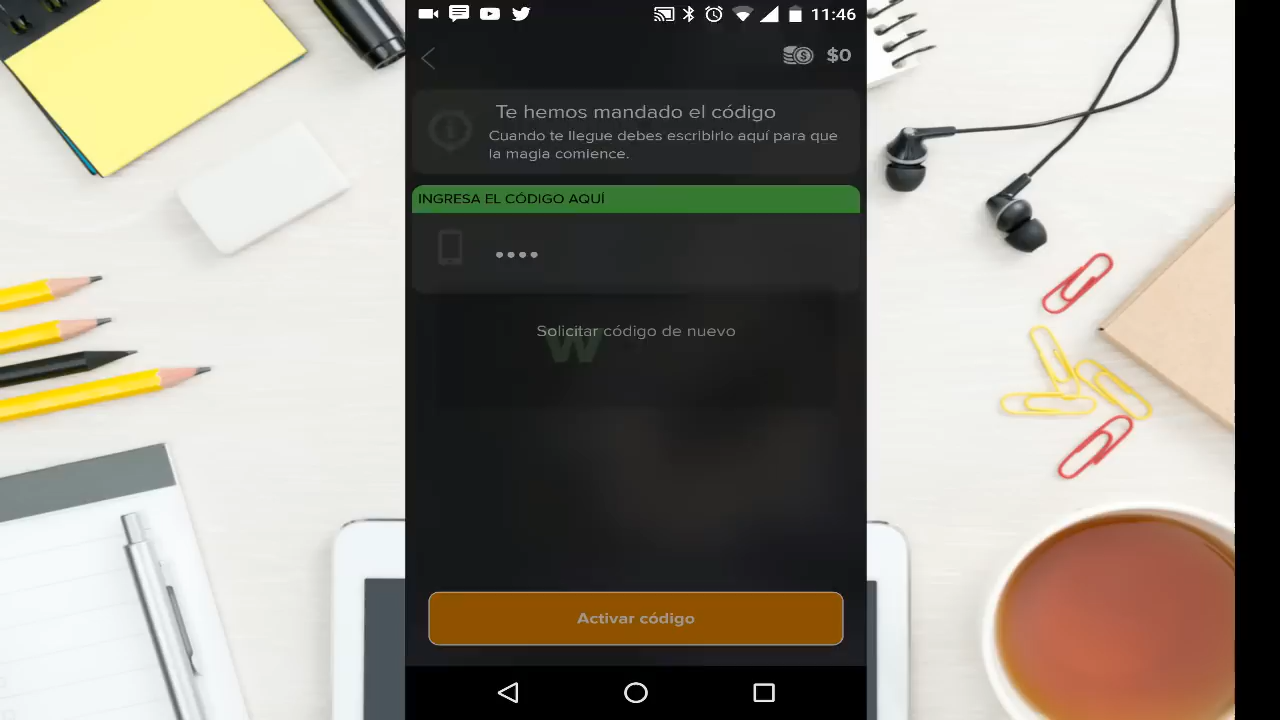 11:46
$0
Te hemos mandado el código
Cuando te llegue debes escribirlo aquí para que
la magia comience.
INGRESA EL CÓDIGO AQUÍ
••••
Solicitar código de nuevo
W
Activar código